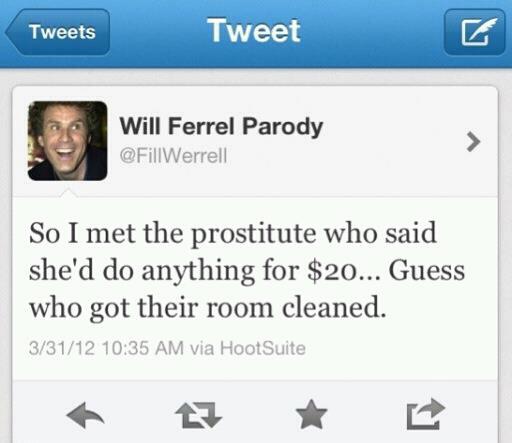 Tweets
Tweet
Will Ferrel Parody
@FillWerrell
So I met the prostitute who said
she'd do anything for $20... Guess
who got their room cleaned.
3/31/12 10:35 AM via HootSuite